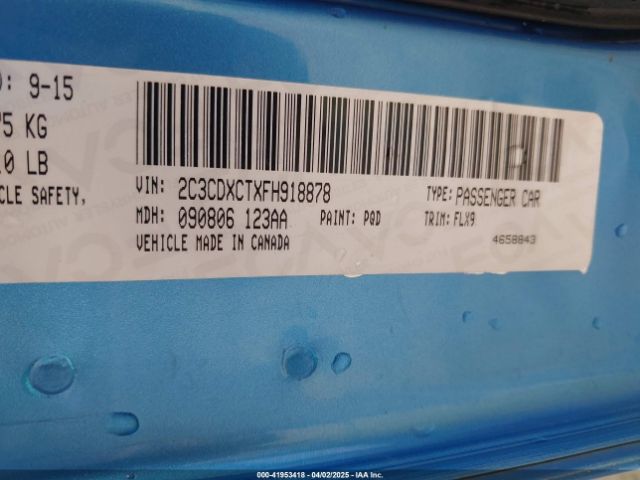 ): 9-15
75 KG
.0 LB
ICLE SAFETY,
VIN: 2C3CDXCTXFH918878
TYPE: PASSENGER CAR
MDH: 090806 123AA
PAINT: PQD
TRIM: FLX9
VEHICLE MADE IN CANADA
4658843
000-41953418 - 04/02/2025 - IAA Inc.